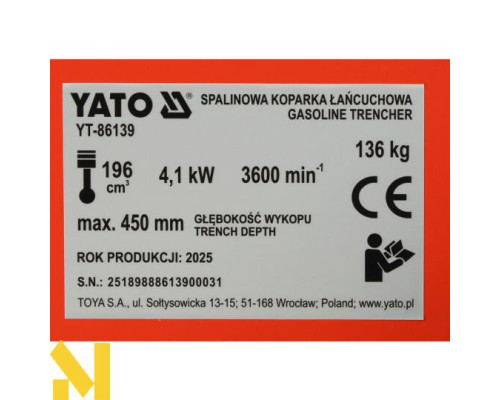 YATO
SPALINOWA KOPARKA ŁAŃCUCHOWA
GASOLINE TRENCHER
YT-86139
136 kg
196 cm³
4,1 kW
3600 min⁻¹
CE
max. 450 mm
GŁĘBOKOŚĆ WYKOPU
TRENCH DEPTH
ROK PRODUKCJI: 2025
S.N.: 25189888613900031
TOYA S.A., ul. Sołtysowicka 13-15; 51-168 Wrocław; Poland; www.yato.pl